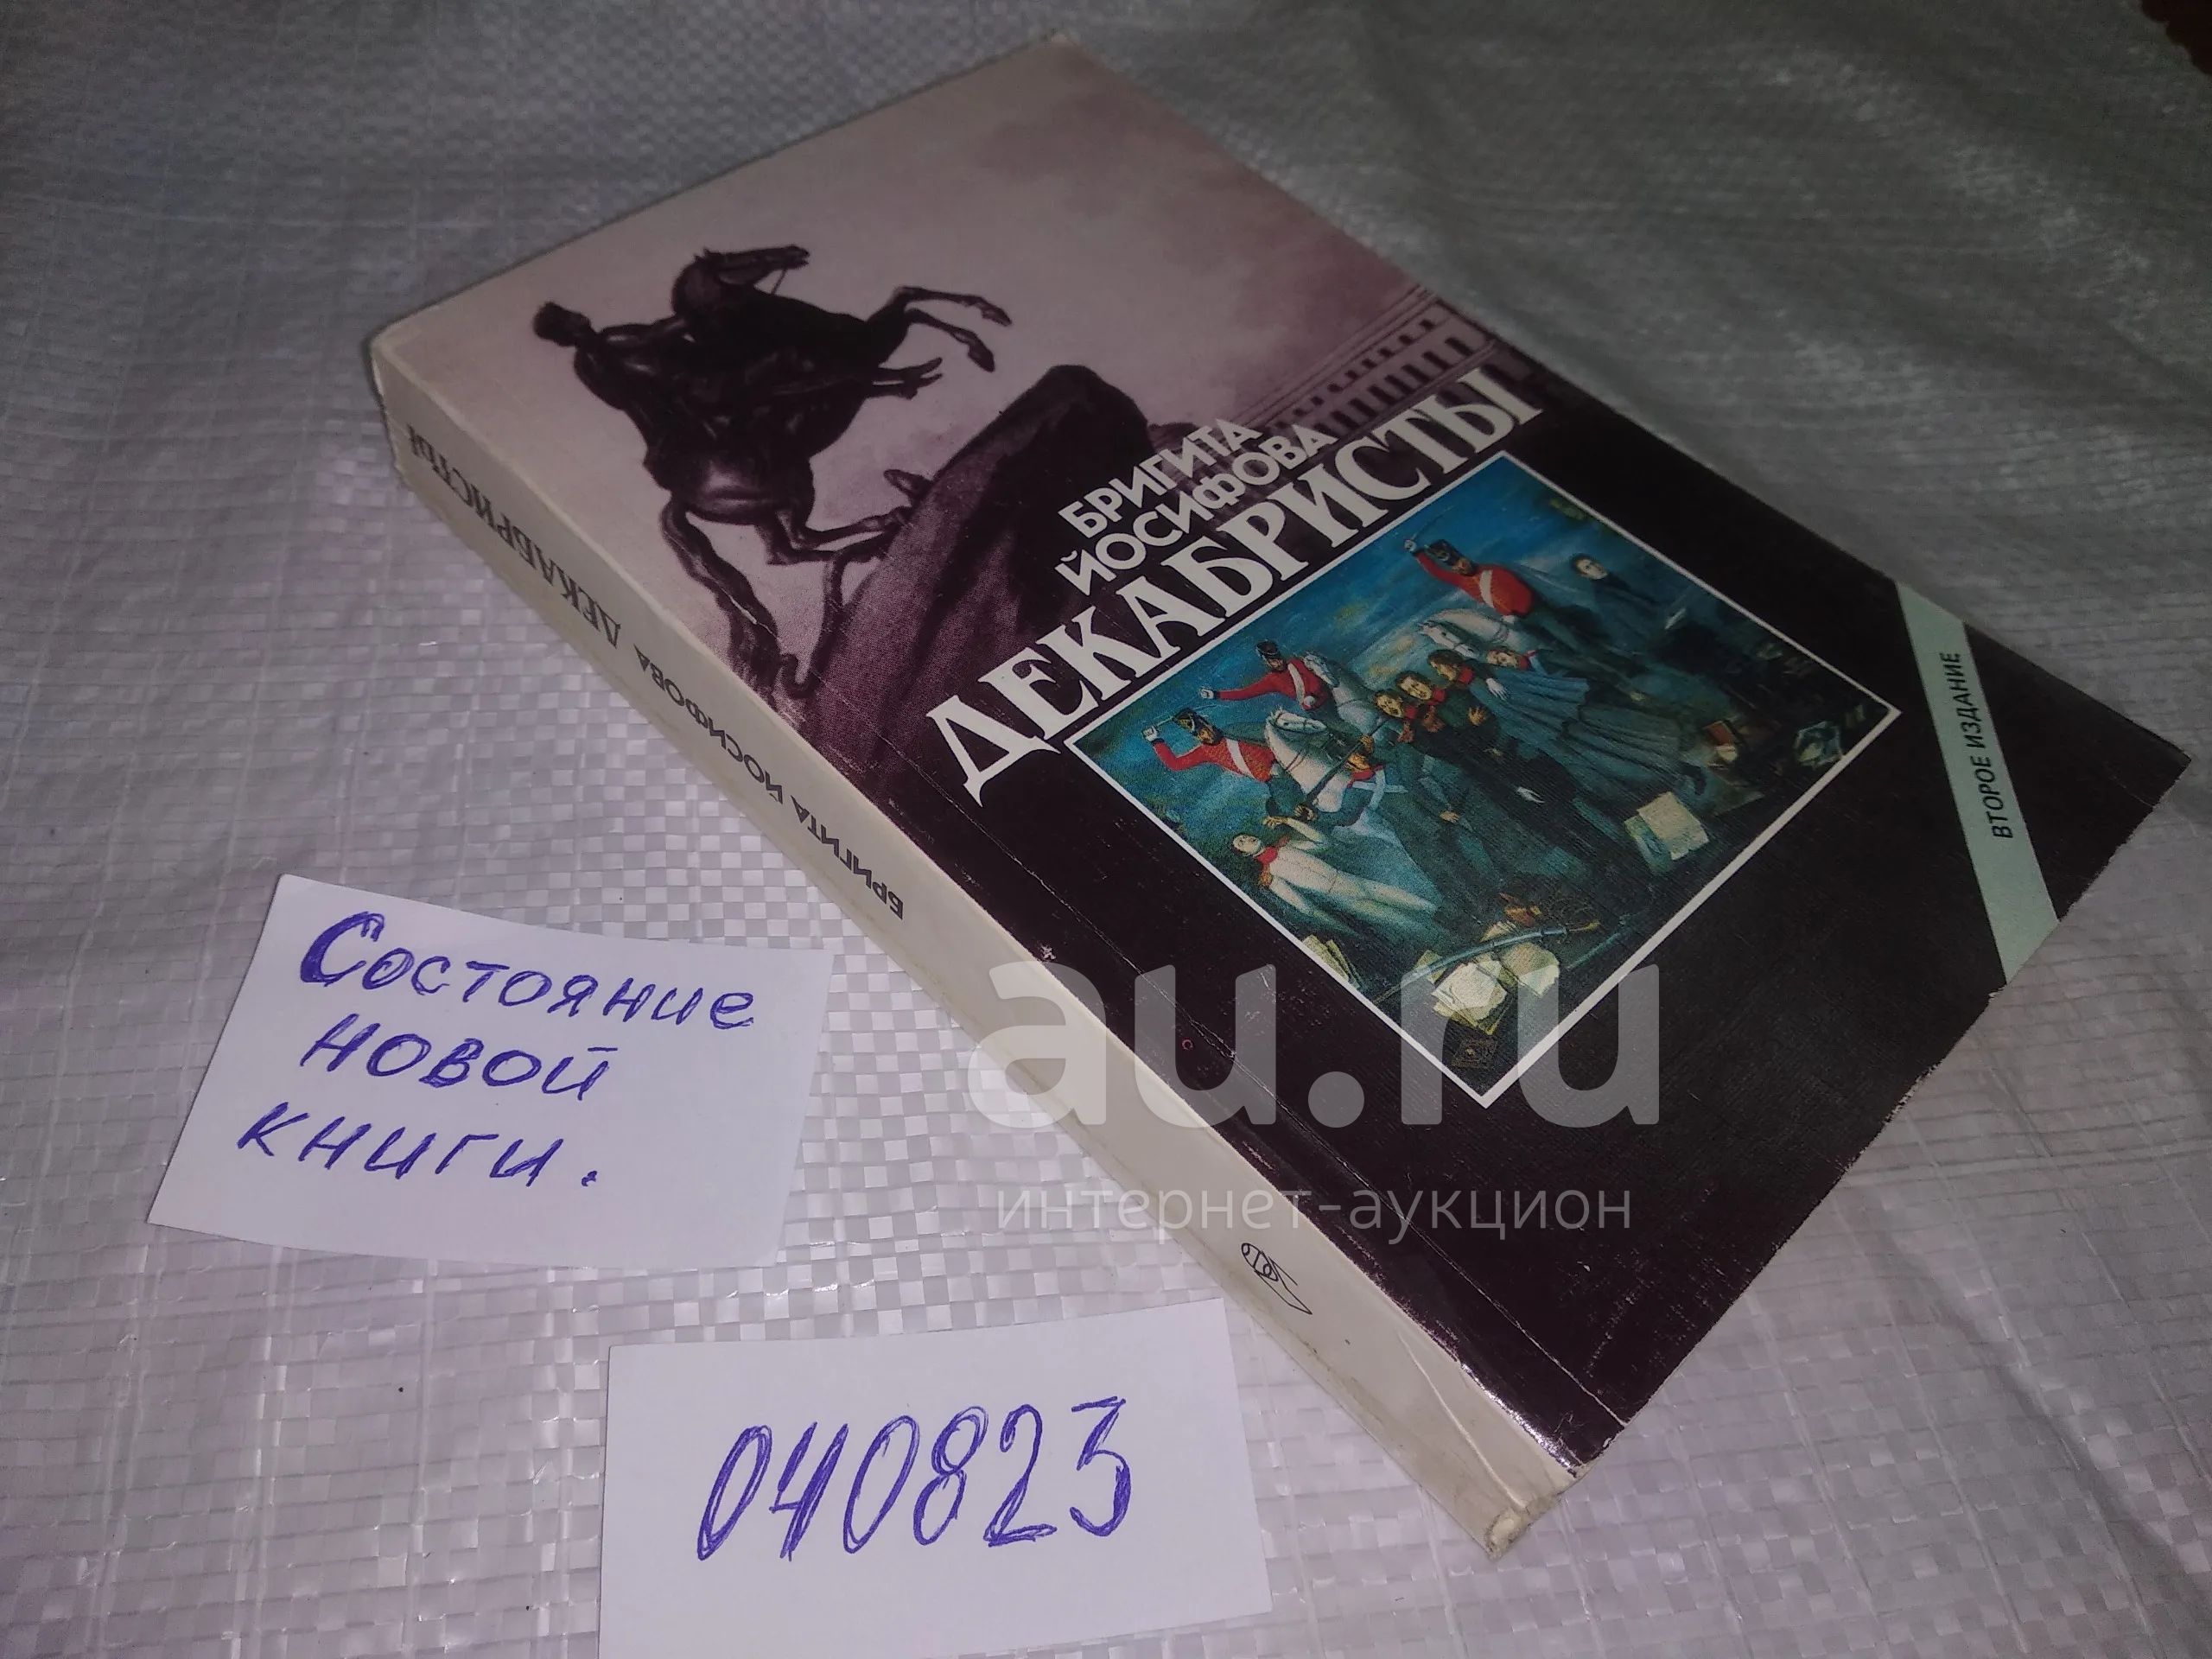 БРИГИТА
ЙОСИФОВА
ДЕКАБРИСТЫ
ВТОРОЕ ИЗДАНИЕ
БРИГИТА ЙОСИФОВА ДЕКАБРИСТЫ
Состояние
новой
книги.
040823
au.ru
интернет-аукцион